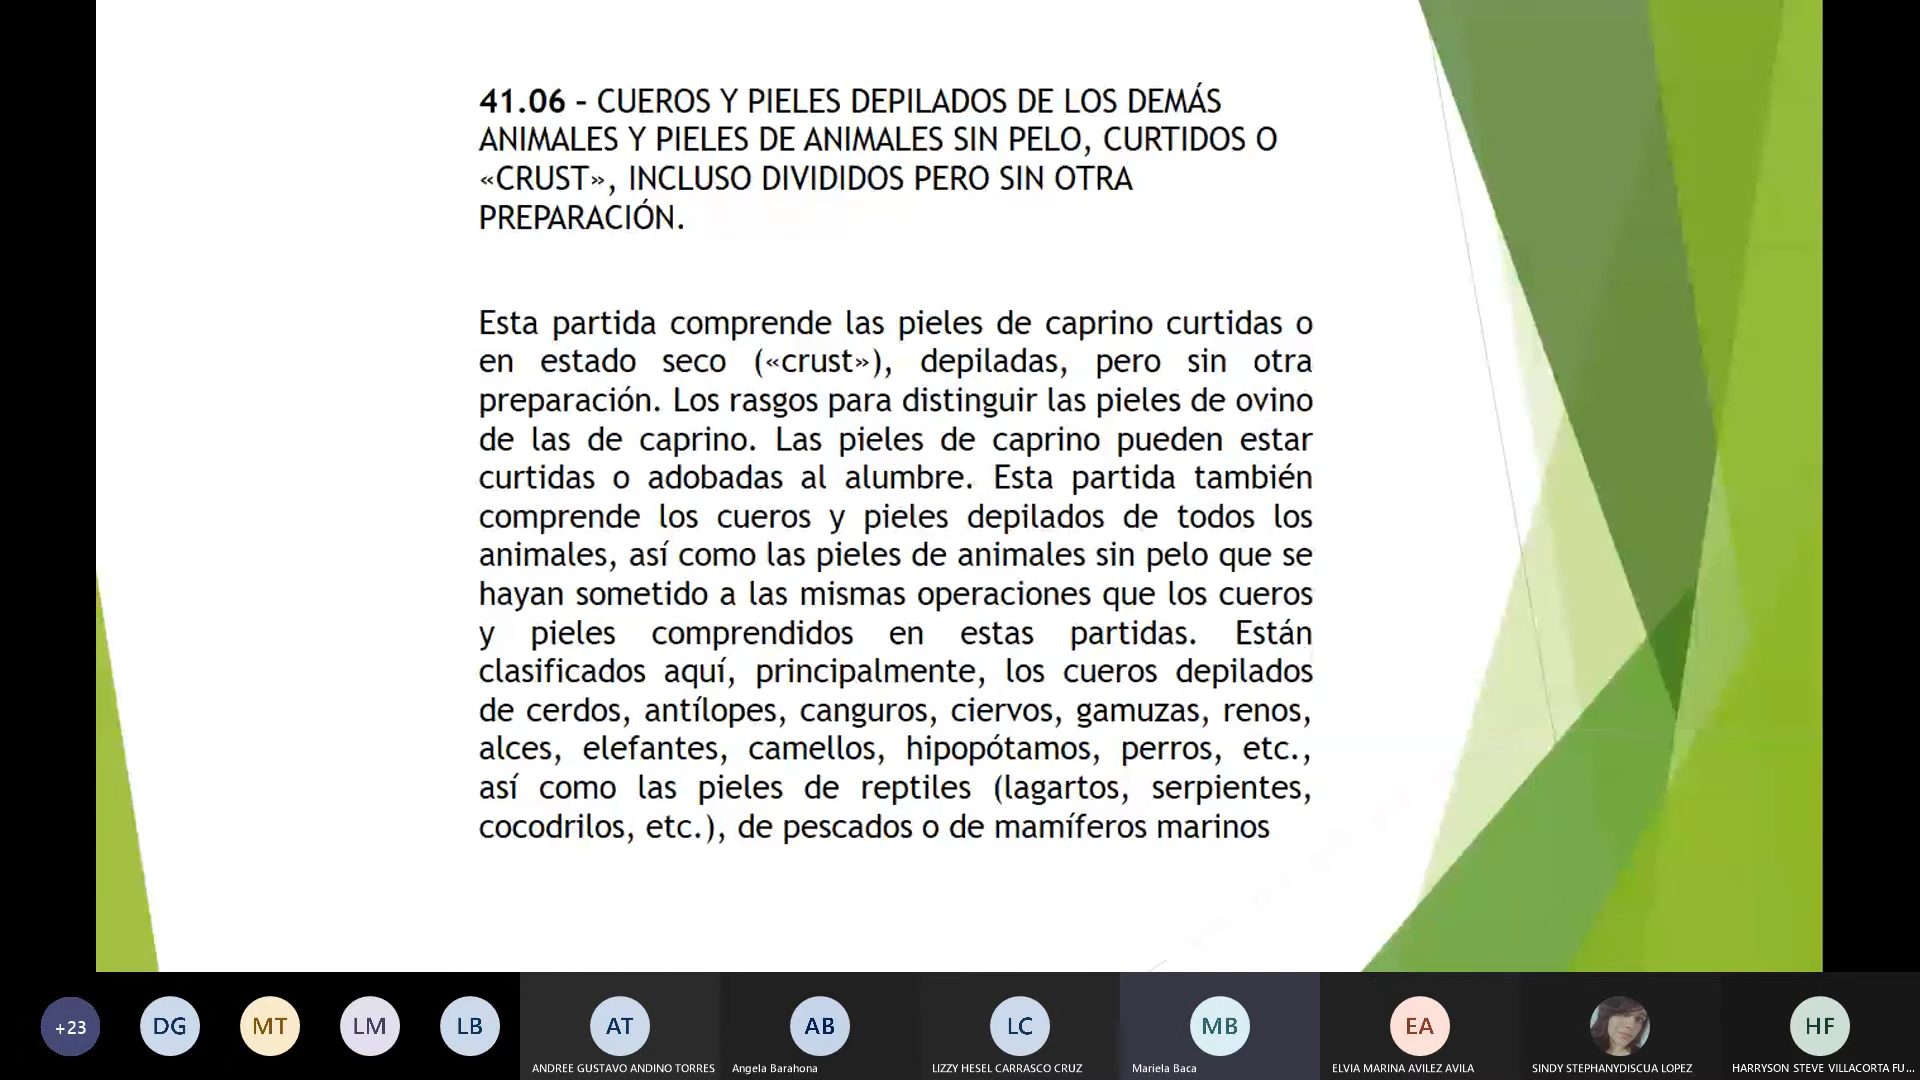 41.06 – CUEROS Y PIELES DEPILADOS DE LOS DEMÁS
ANIMALES Y PIELES DE ANIMALES SIN PELO, CURTIDOS O
«CRUST», INCLUSO DIVIDIDOS PERO SIN OTRA
PREPARACIÓN.
Esta partida comprende las pieles de caprino curtidas o
en estado seco («crust»), depiladas, pero sin otra
preparación. Los rasgos para distinguir las pieles de ovino
de las de caprino. Las pieles de caprino pueden estar
curtidas o adobadas al alumbre. Esta partida también
comprende los cueros y pieles depilados de todos los
animales, así como las pieles de animales sin pelo que se
hayan sometido a las mismas operaciones que los cueros
y pieles comprendidos en estas partidas. Están
clasificados aquí, principalmente, los cueros depilados
de cerdos, antílopes, canguros, ciervos, gamuzas, renos,
alces, elefantes, camellos, hipopótamos, perros, etc.,
así como las pieles de reptiles (lagartos, serpientes,
cocodrilos, etc.), de pescados o de mamíferos marinos
+23 DG MT LM LB AT AB LC MB EA HF
ANDREE GUSTAVO ANDINO TORRES Angela Barahona LIZZY HESEL CARRASCO CRUZ Mariela Baca ELVIA MARINA AVILEZ AVILA SINDY STEPHANYDISCUA LOPEZ HARRYSON STEVE VILLACORTA FU...